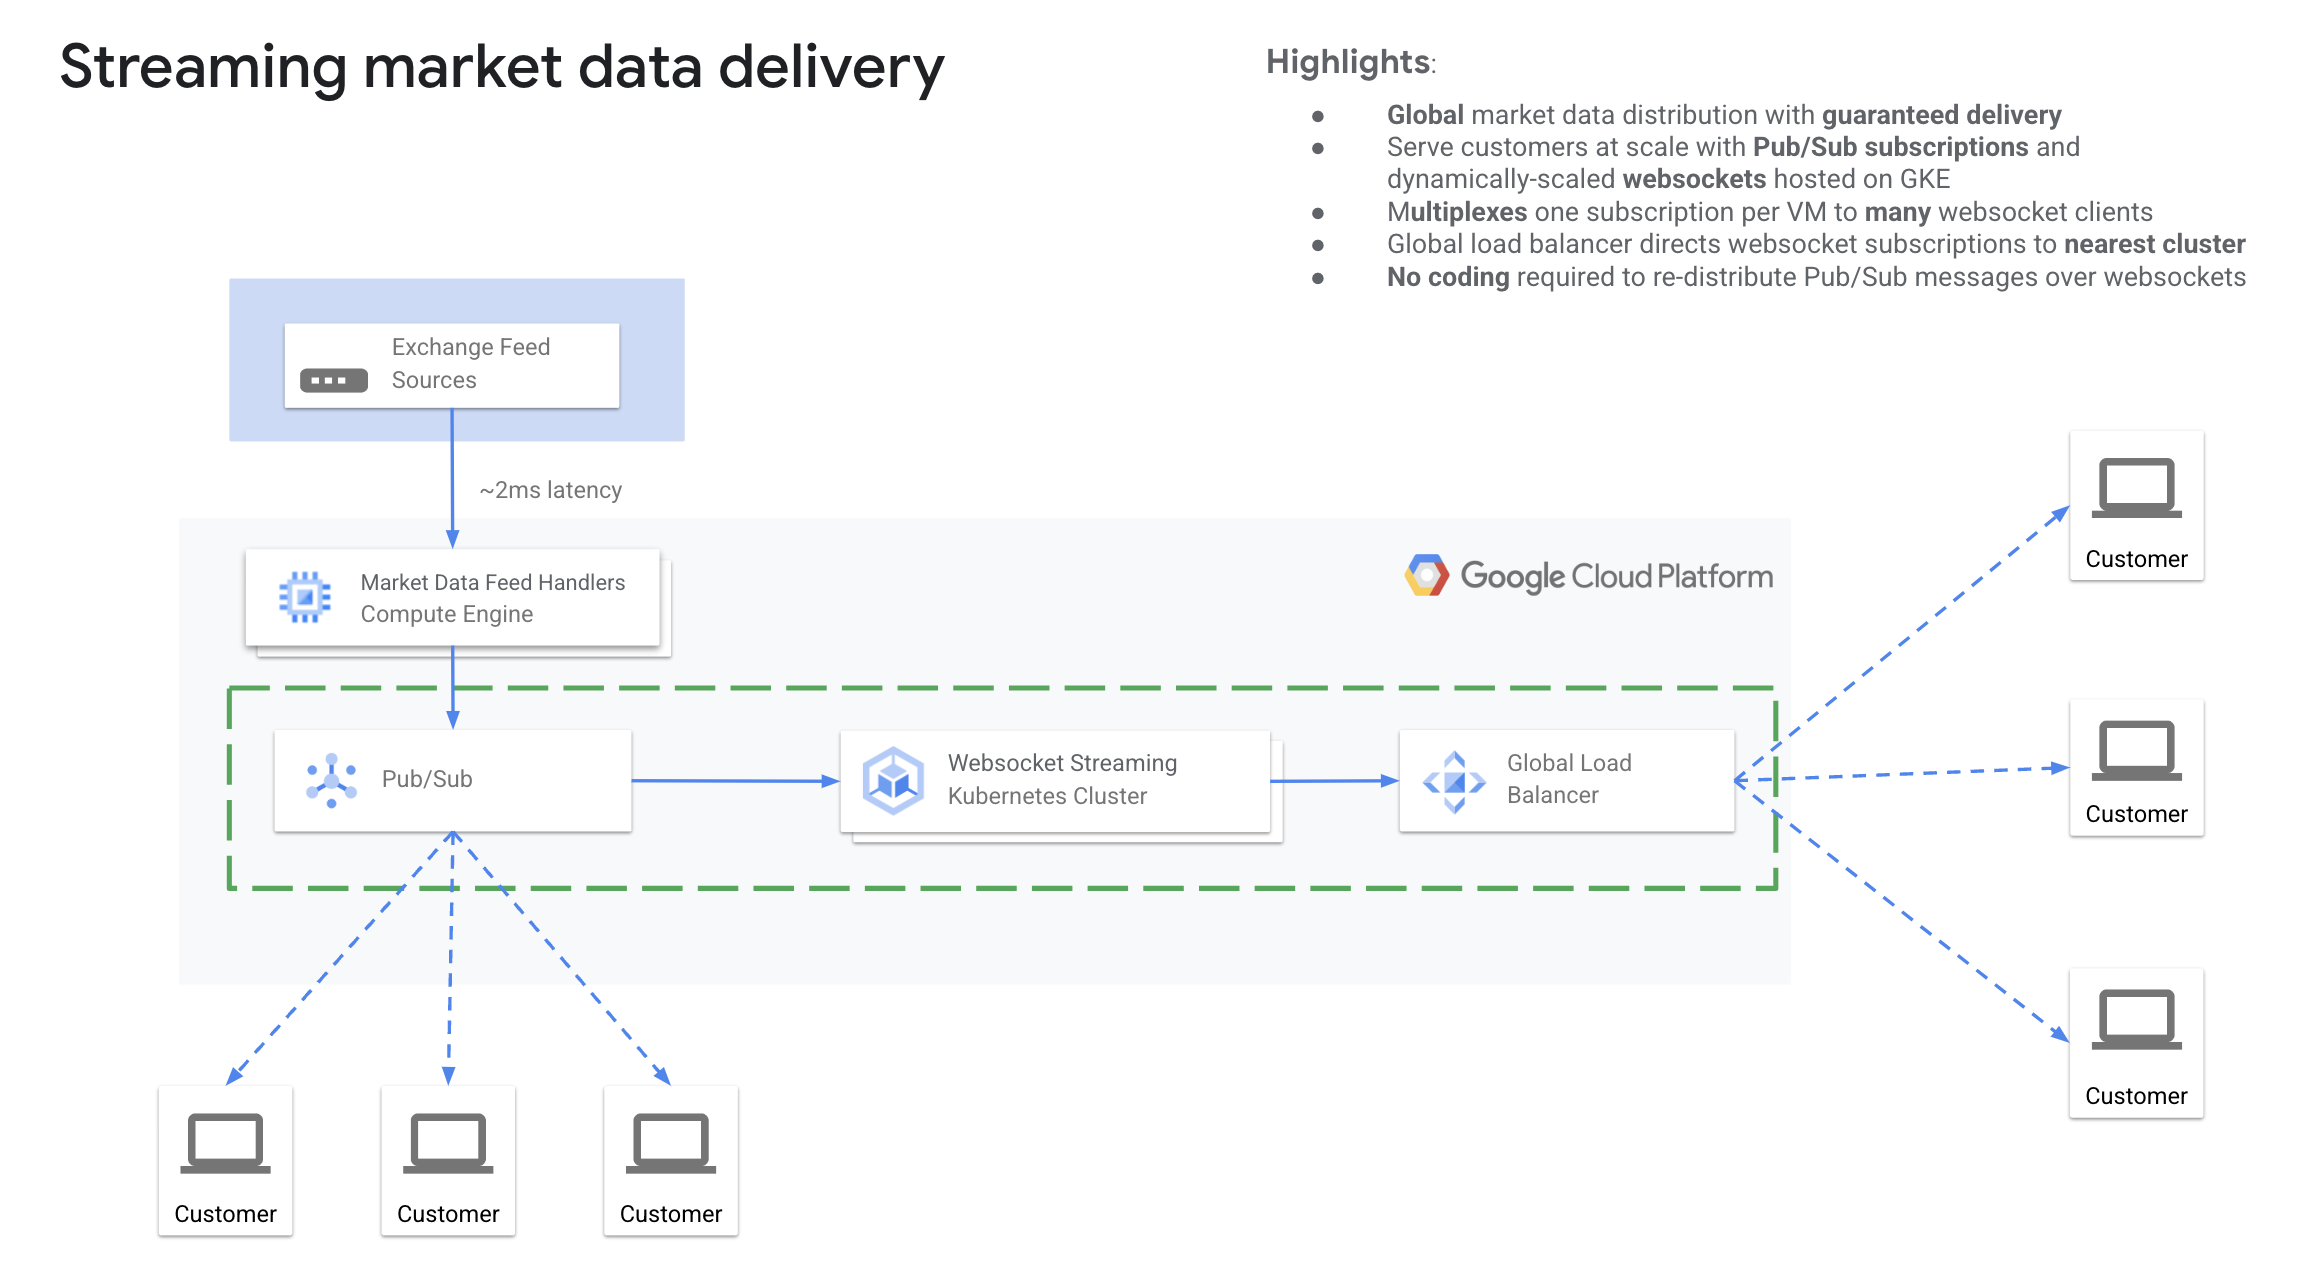 Streaming market data delivery
Highlights:
● Global market data distribution with guaranteed delivery
● Serve customers at scale with Pub/Sub subscriptions and
dynamically-scaled websockets hosted on GKE
● Multiplexes one subscription per VM to many websocket clients
● Global load balancer directs websocket subscriptions to nearest cluster
● No coding required to re-distribute Pub/Sub messages over websockets
Exchange Feed
Sources
~2ms latency
Market Data Feed Handlers
Compute Engine
Google Cloud Platform
Pub/Sub
Websocket Streaming
Kubernetes Cluster
Global Load
Balancer
Customer
Customer
Customer
Customer
Customer
Customer